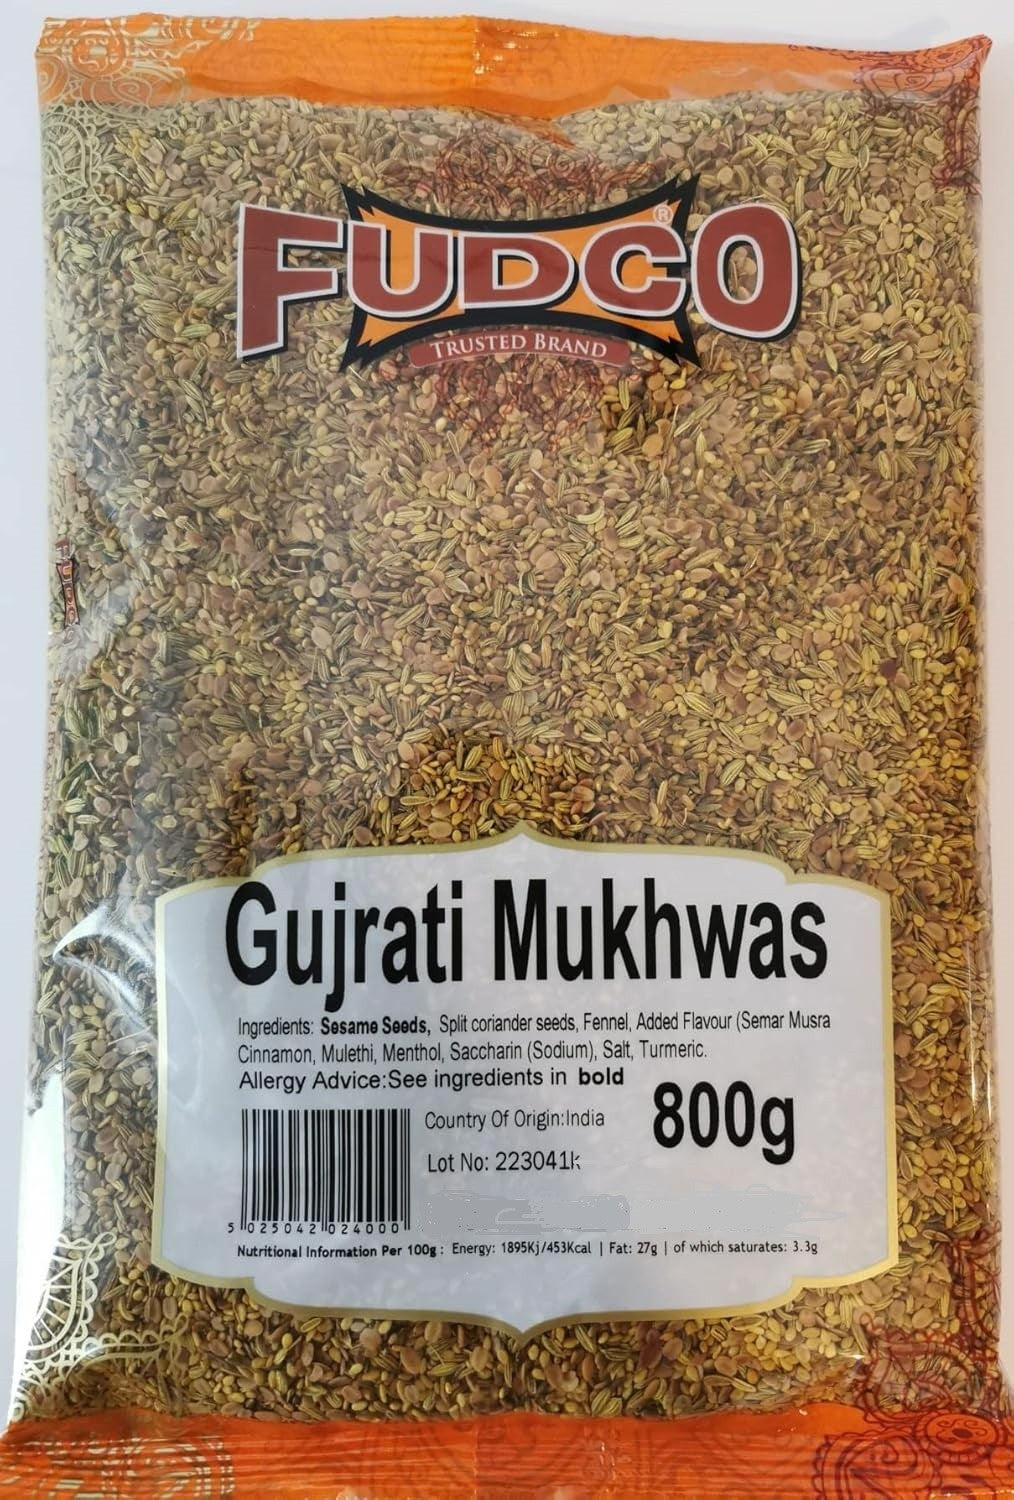 FUDCO
®
TRUSTED BRAND
Gujrati Mukhwas
Ingredients: Sesame Seeds, Split coriander seeds, Fennel, Added Flavour (Semar Musra
Cinnamon, Mulethi, Menthol, Saccharin (Sodium), Salt, Turmeric.
Allergy Advice:See ingredients in bold
800g
Country Of Origin:India
Lot No: 223041k
5 025042 024000
Nutritional Information Per 100g : Energy: 1895Kj/453Kcal | Fat: 27g | of which saturates: 3.3g
FUDCO